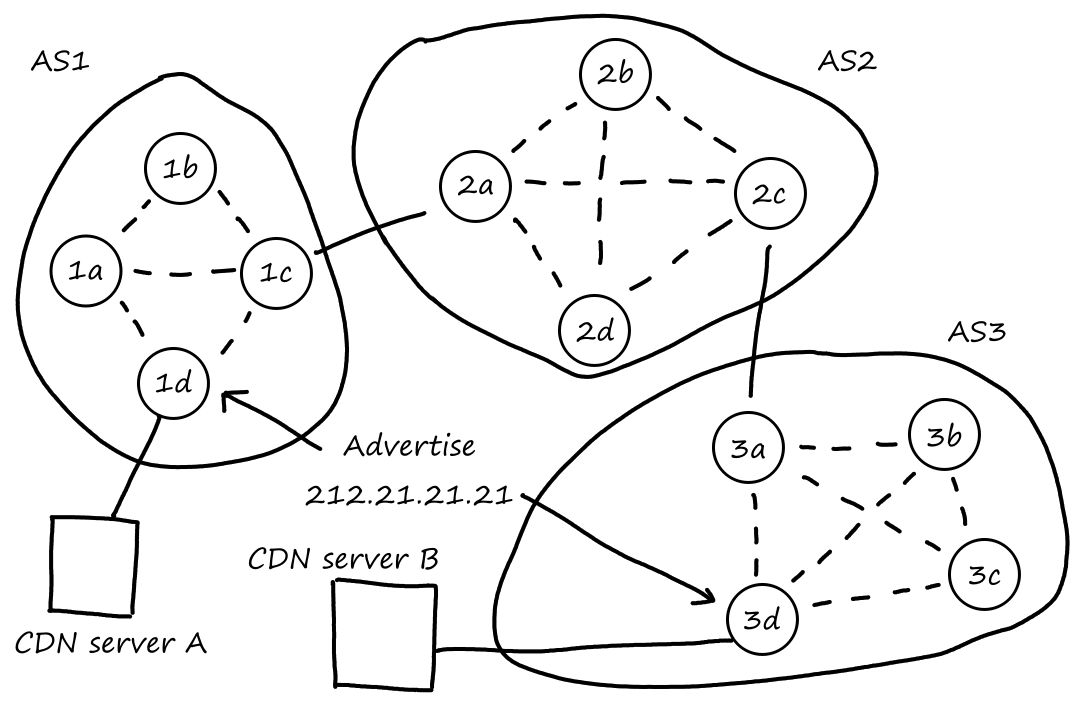 AS1
AS2
2b
1b
2a
2c
1a
1c
2d
AS3
1d
Advertise
3a
3b
212.21.21.21
CDN server B
3c
3d
CDN server A